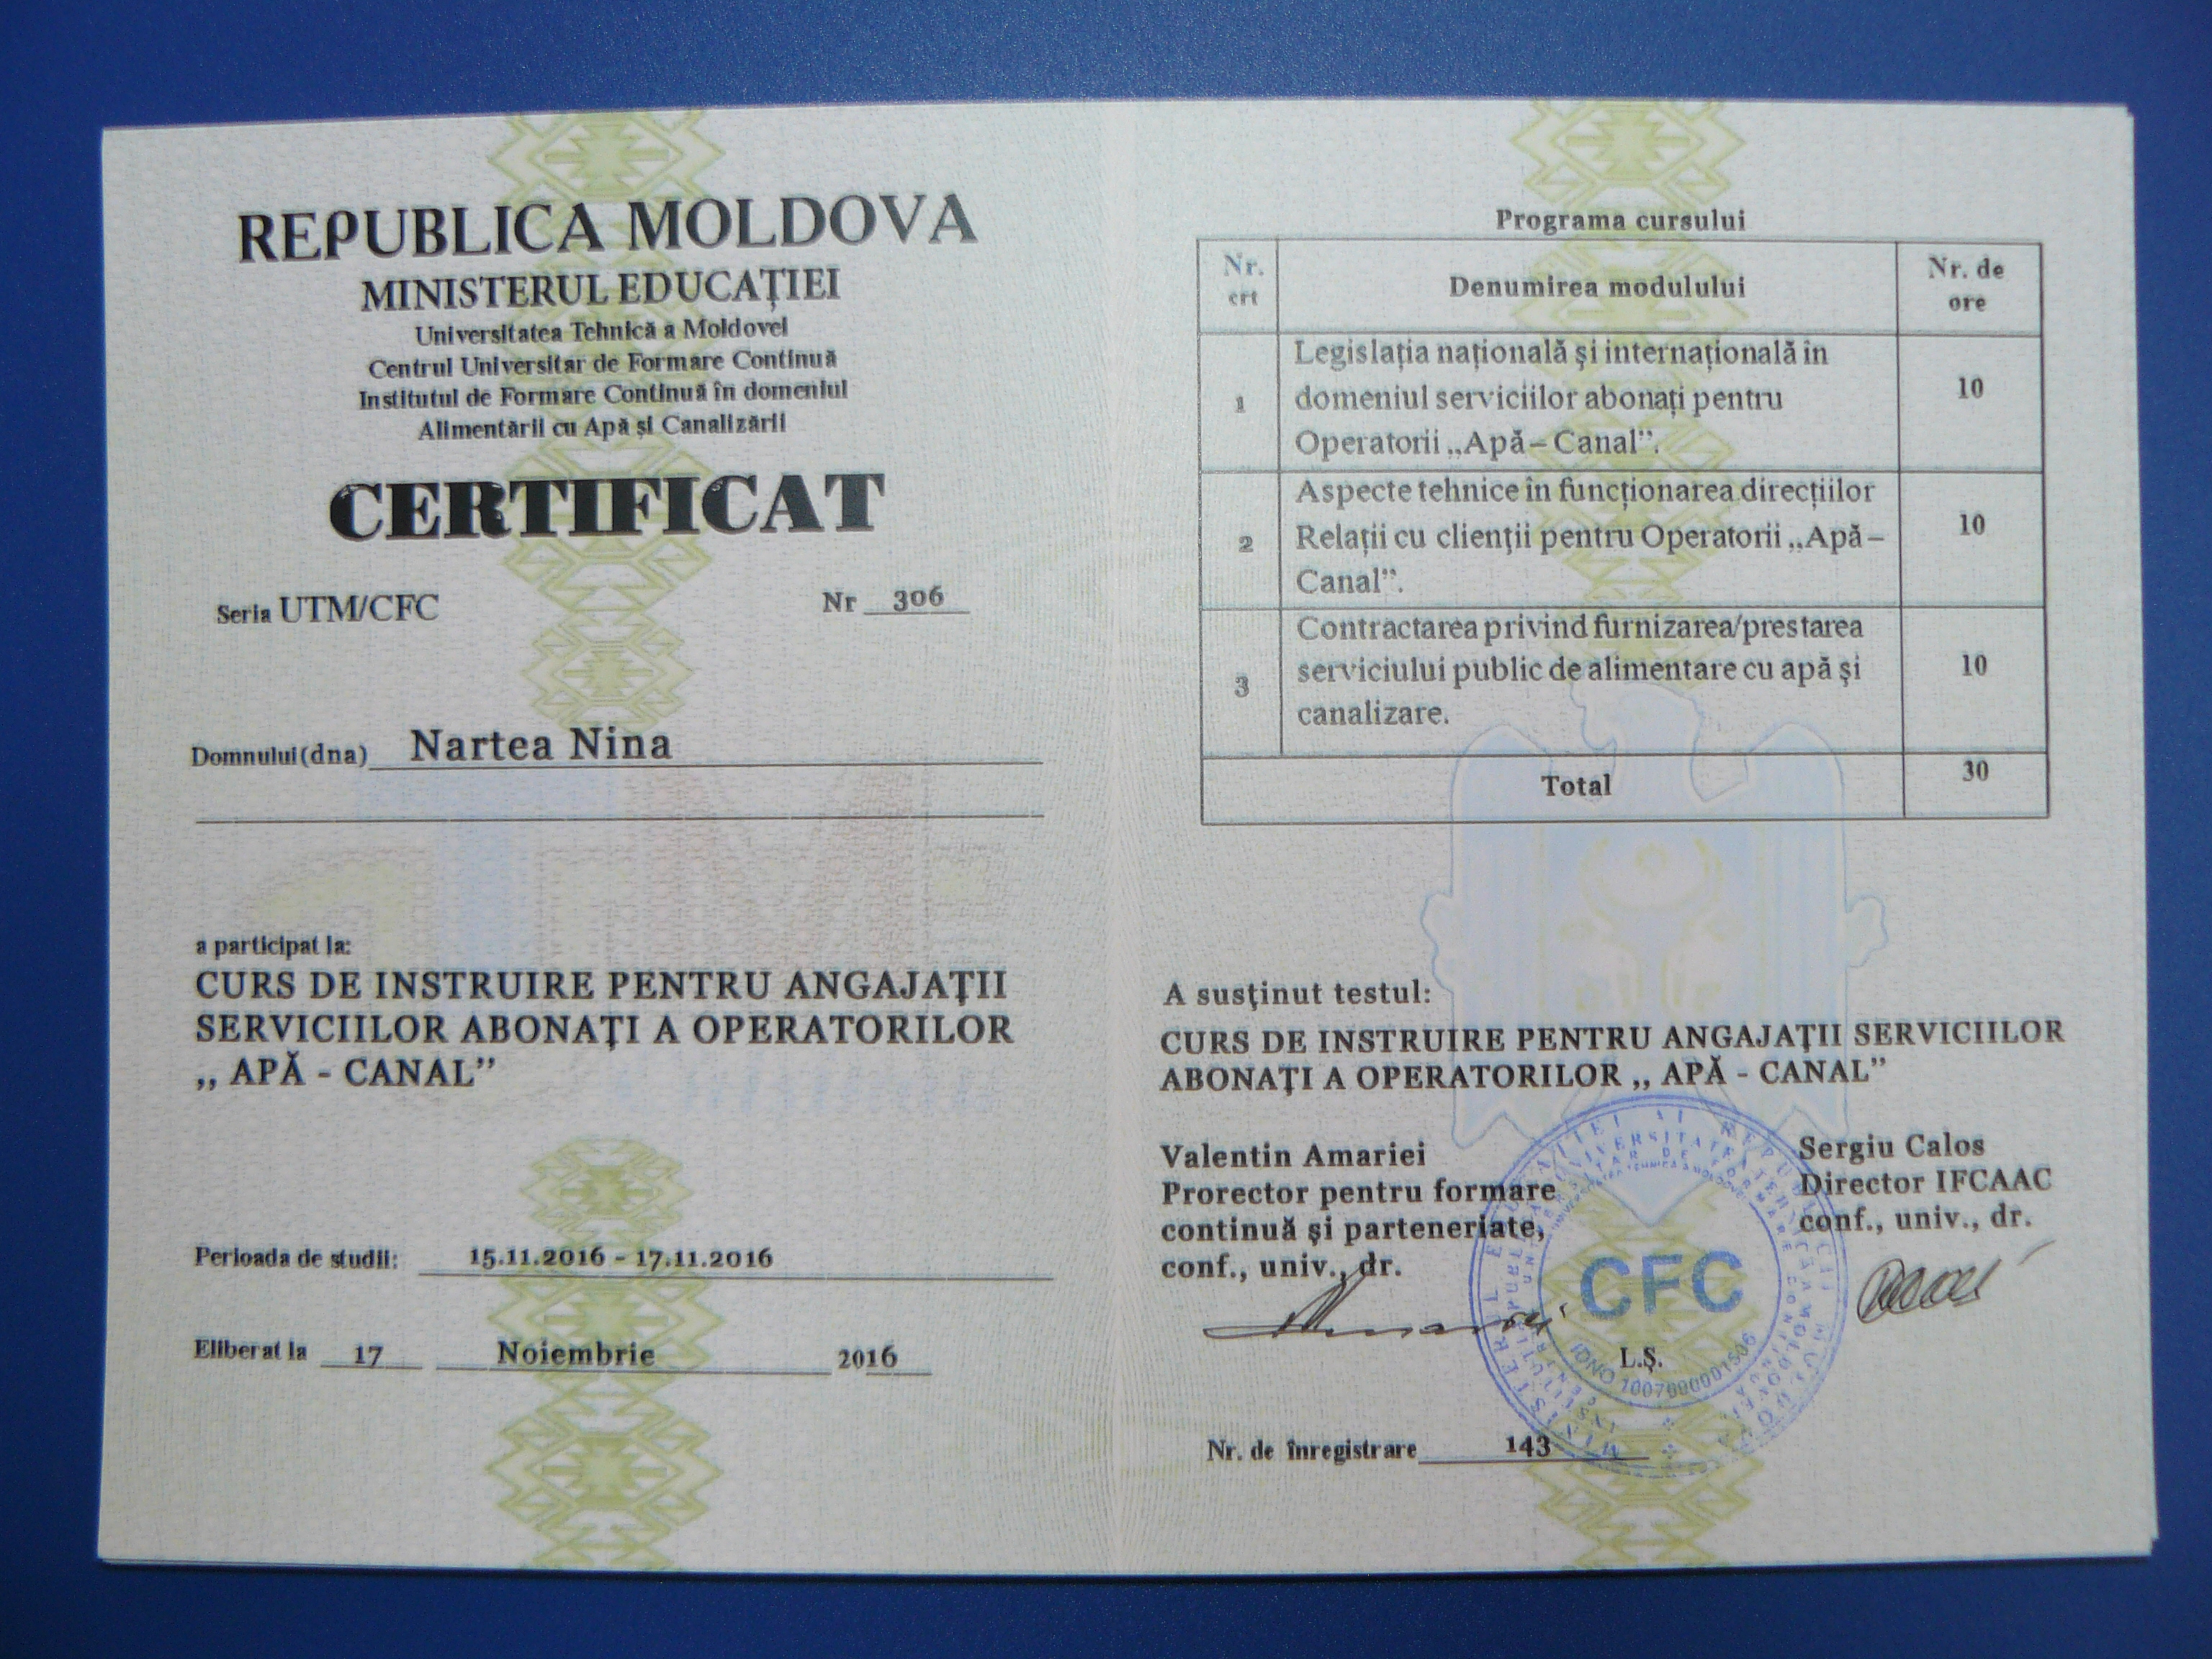 REPUBLICA MOLDOVA
MINISTERUL EDUCAȚIEI
Universitatea Tehnică a Moldovei
Centrul Universitar de Formare Continuă
Institutul de Formare Continuă în domeniul
Alimentării cu Apă și Canalizării
CERTIFICAT
Seria UTM/CFC Nr 306
Domnului(dna) Nartea Nina
a participat la:
CURS DE INSTRUIRE PENTRU ANGAJAȚII
SERVICIILOR ABONAȚI A OPERATORILOR
,, APĂ - CANAL”
Perioada de studii: 15.11.2016 - 17.11.2016
Eliberat la 17 Noiembrie 2016
Programa cursului
Nr. crt Denumirea modulului Nr. de ore
1 Legislația națională şi internațională în
domeniul serviciilor abonați pentru 10
Operatorii „Apă – Canal”.
2 Aspecte tehnice în funcționarea direcțiilor
Relații cu clienții pentru Operatorii „Apă – 10
Canal”.
3 Contractarea privind furnizarea/prestarea
serviciului public de alimentare cu apă şi 10
canalizare.
Total 30
A susținut testul:
CURS DE INSTRUIRE PENTRU ANGAJAȚII SERVICIILOR
ABONAȚI A OPERATORILOR ,, APĂ - CANAL”
Valentin Amariei
Prorector pentru formare
continuă şi parteneriate,
conf., univ., dr.
Sergiu Calos
Director IFCAAC
conf., univ., dr.
CFC
L.Ş.
Nr. de înregistrare 143